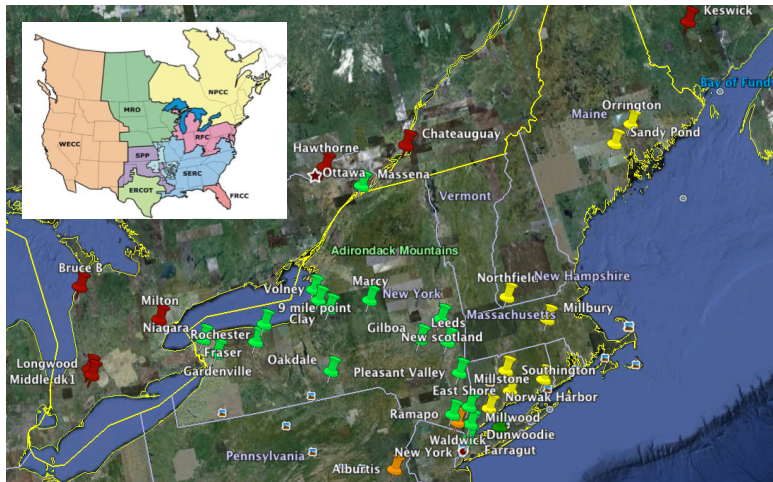 Keswick
Bay of Fundy
NPCC
MRO
WECC
RFC
SPP
SERC
ERCOT
FRCC
Orrington
Maine
Sandy Pond
Chateauguay
Hawthorne
Ottawa
Massena
Vermont
Adirondack Mountains
Bruce B
Volney
Marcy
Northfield
New Hampshire
Milton
9 mile point
New York
Niagara
Clay
Massachusetts
Millbury
Rochester
Gilboa
Leeds
New scotland
Fraser
Oakdale
Longwood
Gardenville
Pleasant Valley
Southington
Middle dk1
Millstone
East Shore
Norwak Harbor
Ramapo
Millwood
Waldwick
Dunwoodie
New York
Farragut
Pennsylvania
Alburtis